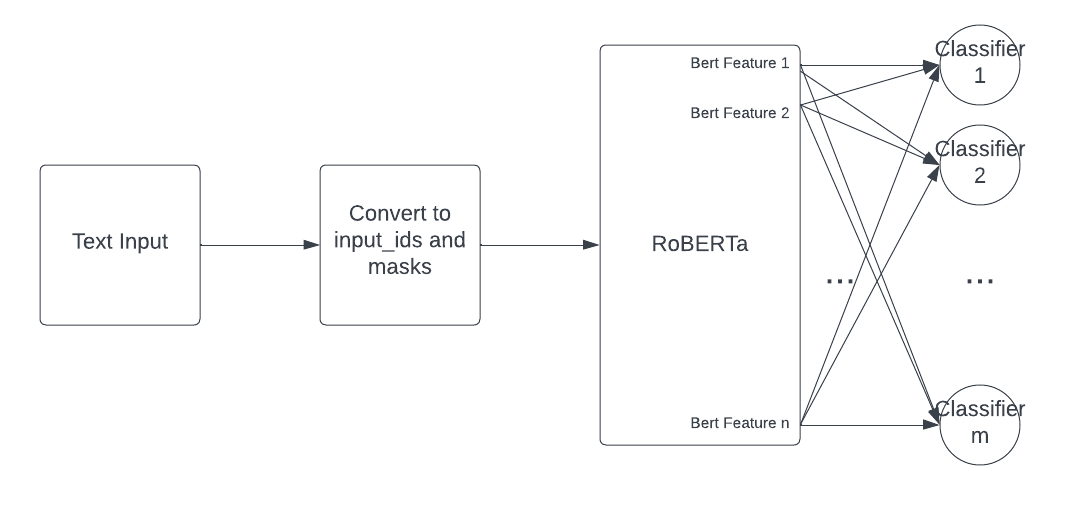 Text Input
Convert to
input_ids and
masks
RoBERTa
Bert Feature 1
Bert Feature 2
...
Bert Feature n
Classifier
1
Classifier
2
...
Classifier
m